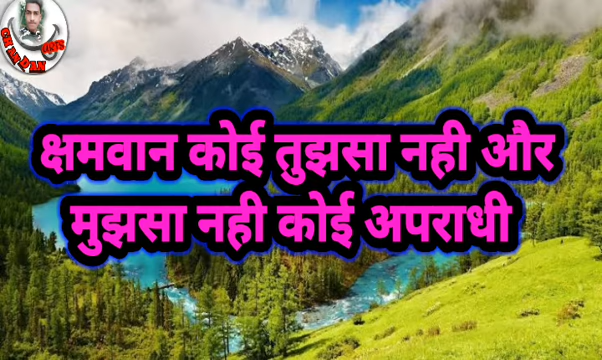 क्षमवान कोई तुझसा नही और
मुझसा नही कोई अपराधी